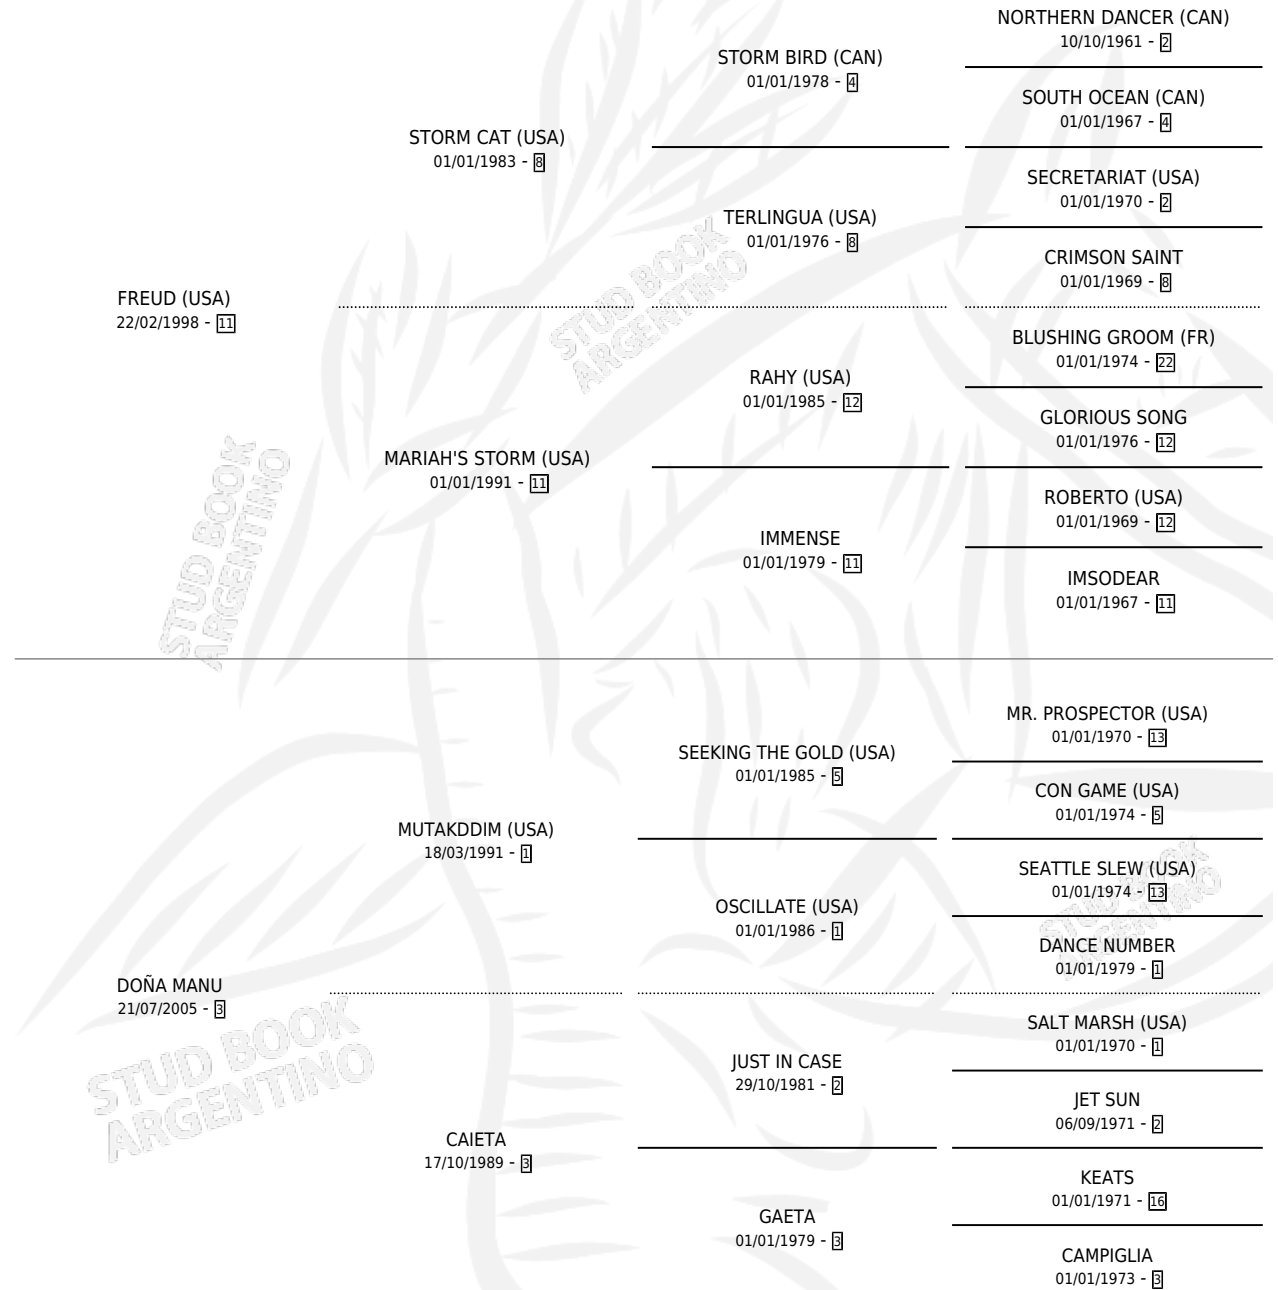 NORTHERN DANCER (CAN)
10/10/1961 - 2
STORM BIRD (CAN)
01/01/1978 - 4
SOUTH OCEAN (CAN)
01/01/1967 - 4
STORM CAT (USA)
01/01/1983 - 8
SECRETARIAT (USA)
01/01/1970 - 2
TERLINGUA (USA)
01/01/1976 - 8
CRIMSON SAINT
01/01/1969 - 8
FREUD (USA)
22/02/1998 - 11
STUD BOOK
ARGENTINO
BLUSHING GROOM (FR)
01/01/1974 - 22
RAHY (USA)
01/01/1985 - 12
GLORIOUS SONG
01/01/1976 - 12
MARIAH'S STORM (USA)
01/01/1991 - 11
ROBERTO (USA)
01/01/1969 - 12
IMMENSE
01/01/1979 - 11
IMSODEAR
01/01/1967 - 11
STUD BOOK
ARGENTINO
MR. PROSPECTOR (USA)
01/01/1970 - 13
SEEKING THE GOLD (USA)
01/01/1985 - 5
CON GAME (USA)
01/01/1974 - 5
MUTAKDDIM (USA)
18/03/1991 - 1
SEATTLE SLEW (USA)
01/01/1974 - 13
OSCILLATE (USA)
01/01/1986 - 1
DANCE NUMBER
01/01/1979 - 1
STUD BOOK
ARGENTINO
DOÑA MANU
21/07/2005 - 3
SALT MARSH (USA)
01/01/1970 - 1
JUST IN CASE
29/10/1981 - 2
JET SUN
06/09/1971 - 2
STUD BOOK
ARGENTINO
CAIETA
17/10/1989 - 3
KEATS
01/01/1971 - 16
GAETA
01/01/1979 - 3
CAMPIGLIA
01/01/1973 - 3